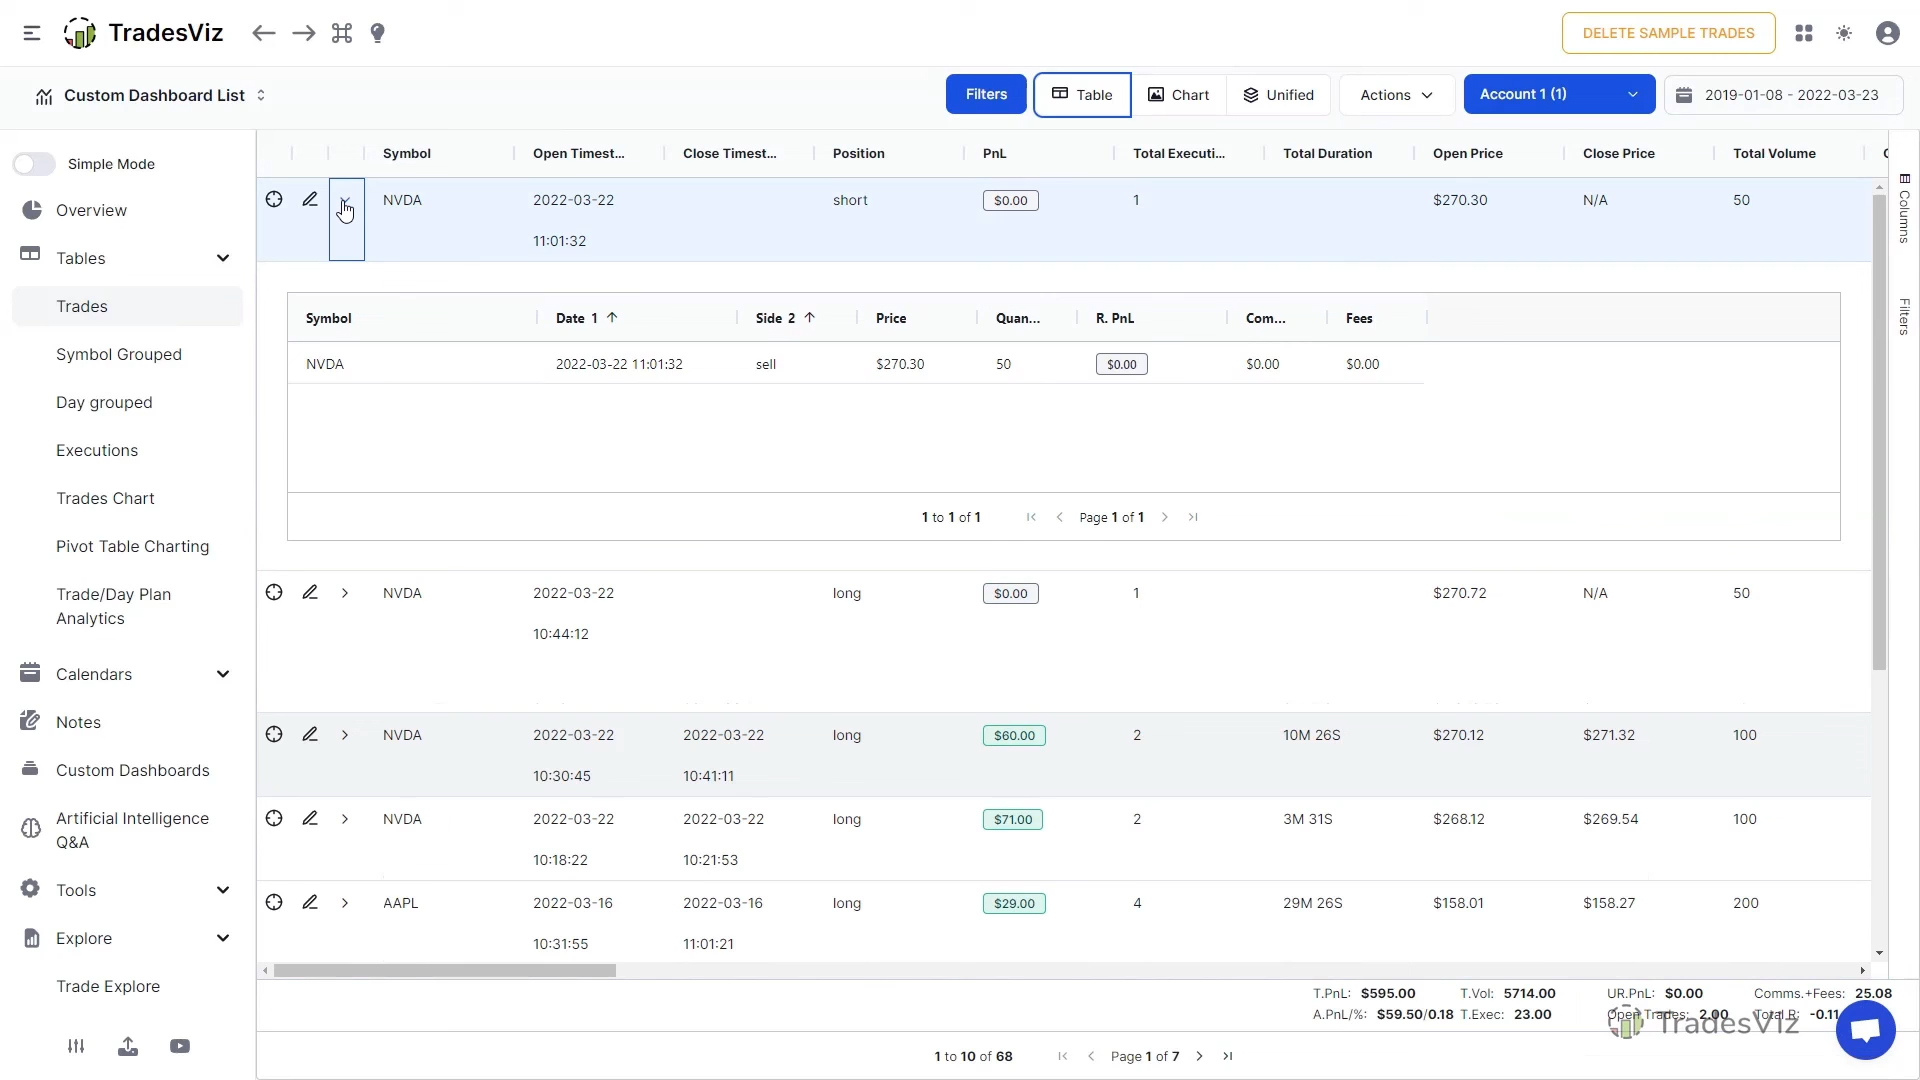 TradesViz
DELETE SAMPLE TRADES
Custom Dashboard List
Filters
Table
Chart
Unified
Actions
Account 1 (1)
2019-01-08 - 2022-03-23
Simple Mode
Overview
Tables
Trades
Symbol Grouped
Day grouped
Executions
Trades Chart
Pivot Table Charting
Trade/Day Plan
Analytics
Calendars
Notes
Custom Dashboards
Artificial Intelligence
Q&A
Tools
Explore
Trade Explore
Symbol Open Timest... Close Timest... Position PnL Total Executi... Total Duration Open Price Close Price Total Volume
NVDA 2022-03-22 short $0.00 1 $270.30 N/A 50
11:01:32
Symbol Date 1 Side 2 Price Quan... R. PnL Com... Fees
NVDA 2022-03-22 11:01:32 sell $270.30 50 $0.00 $0.00 $0.00
1 to 1 of 1 Page 1 of 1
NVDA 2022-03-22 long $0.00 1 $270.72 N/A 50
10:44:12
NVDA 2022-03-22 2022-03-22 long $60.00 2 10M 26S $270.12 $271.32 100
10:30:45 10:41:11
NVDA 2022-03-22 2022-03-22 long $71.00 2 3M 31S $268.12 $269.54 100
10:18:22 10:21:53
AAPL 2022-03-16 2022-03-16 long $29.00 4 29M 26S $158.01 $158.27 200
10:31:55 11:01:21
Columns
Filters
T.PnL: $595.00 T.Vol: 5714.00 UR.PnL: $0.00 Comms.+Fees: 25.08
A.PnL/%: $59.50/0.18 T.Exec: 23.00 Open Trades: 2.00 Total R: -0.11
TradesViz
1 to 10 of 68 Page 1 of 7